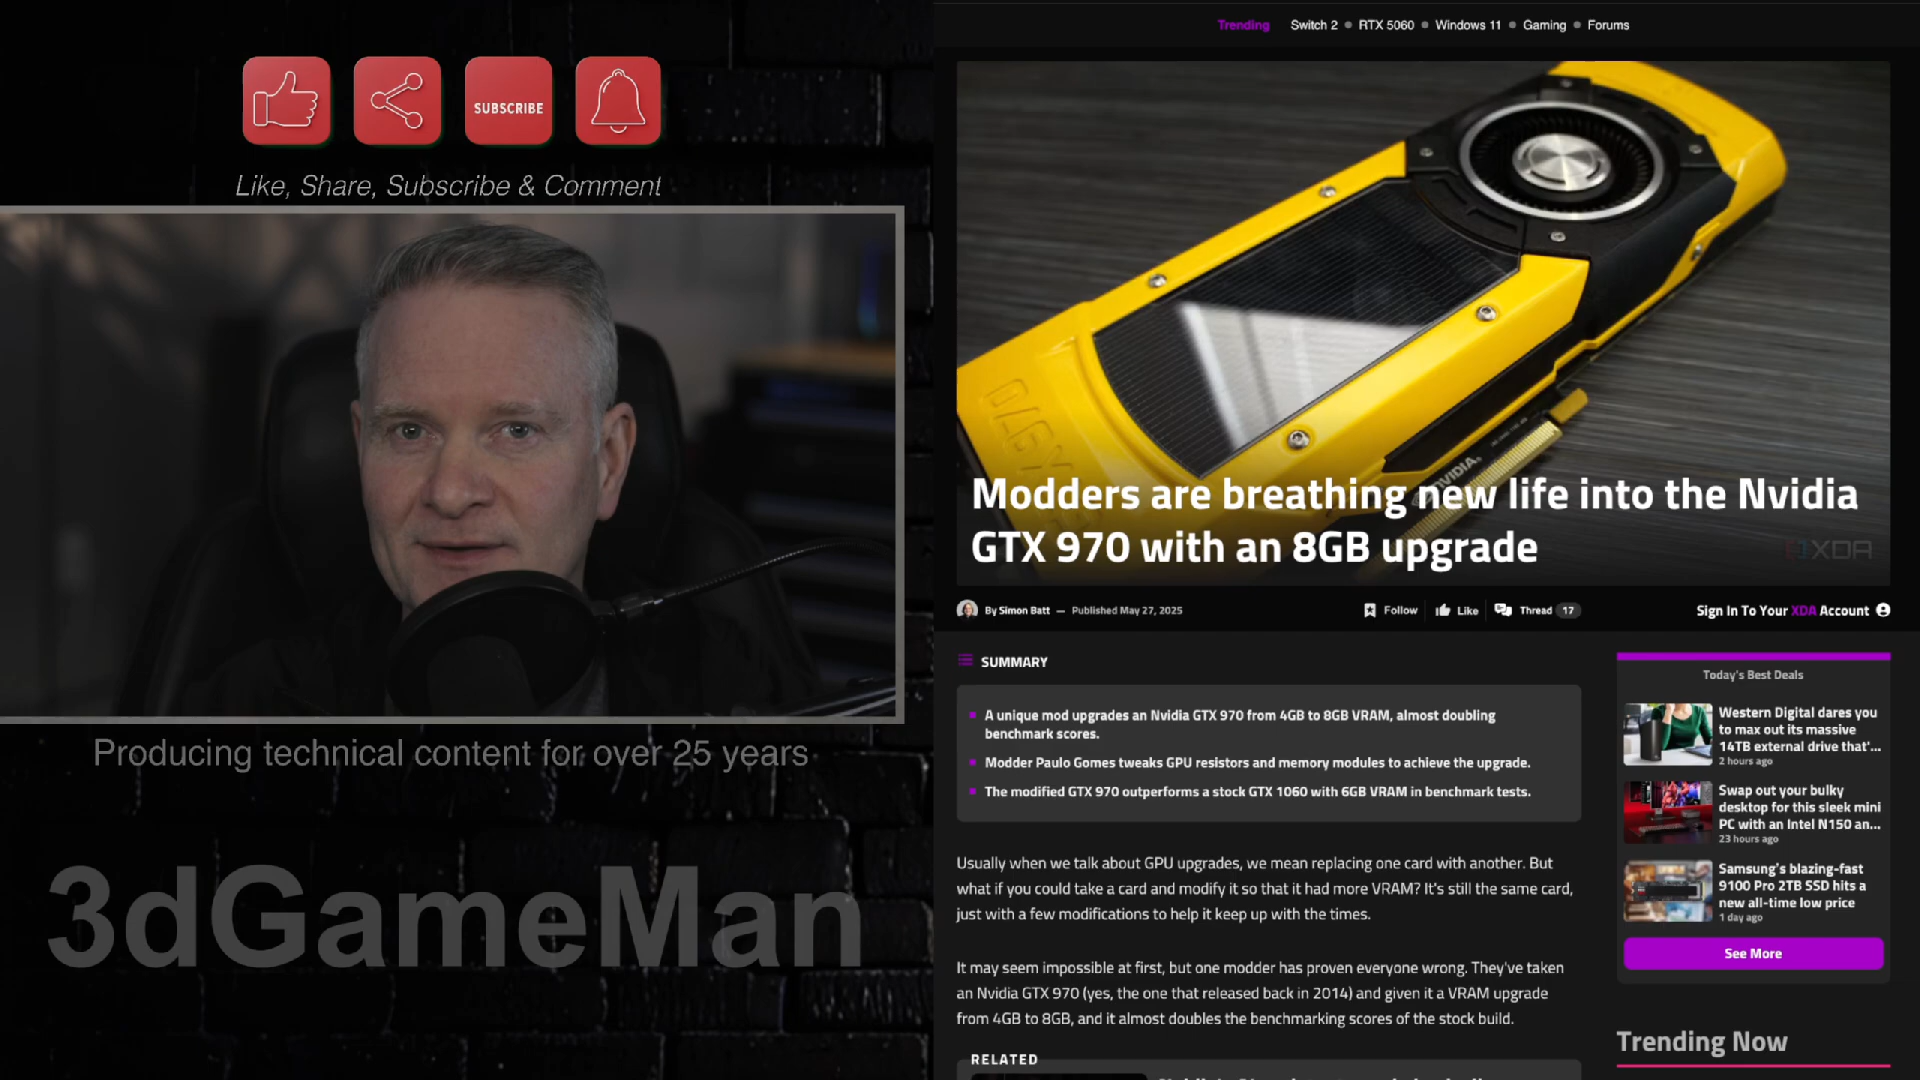 SUBSCRIBE
Like, Share, Subscribe & Comment
Producing technical content for over 25 years
3dGameMan
Trending Switch 2 • RTX 5060 • Windows 11 • Gaming • Forums
NVIDIA
Modders are breathing new life into the Nvidia
GTX 970 with an 8GB upgrade
XDA
By Simon Batt — Published May 27, 2025
Follow Like Thread 17
Sign In To Your XDA Account
SUMMARY
A unique mod upgrades an Nvidia GTX 970 from 4GB to 8GB VRAM, almost doubling
benchmark scores.
Modder Paulo Gomes tweaks GPU resistors and memory modules to achieve the upgrade.
The modified GTX 970 outperforms a stock GTX 1060 with 6GB VRAM in benchmark tests.
Usually when we talk about GPU upgrades, we mean replacing one card with another. But
what if you could take a card and modify it so that it had more VRAM? It's still the same card,
just with a few modifications to help it keep up with the times.
It may seem impossible at first, but one modder has proven everyone wrong. They've taken
an Nvidia GTX 970 (yes, the one that released back in 2014) and given it a VRAM upgrade
from 4GB to 8GB, and it almost doubles the benchmarking scores of the stock build.
RELATED
Today's Best Deals
Western Digital dares you
to max out its massive
14TB external drive that'...
2 hours ago
Swap out your bulky
desktop for this sleek mini
PC with an Intel N150 an...
23 hours ago
Samsung's blazing-fast
9100 Pro 2TB SSD hits a
new all-time low price
1 day ago
See More
Trending Now